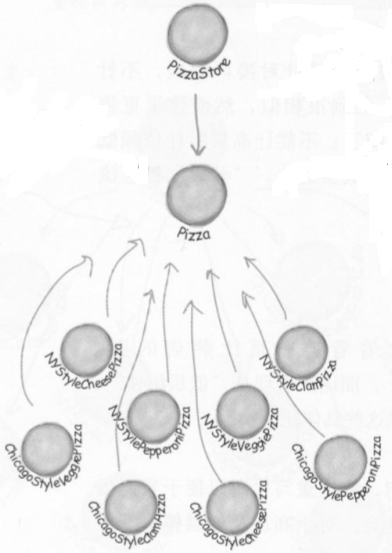 PizzaStore
Pizza
NYStyleCheesePizza
NYStyleClamPizza
NYStylePepperoniPizza
NYStyleVeggiePizza
ChicagoStyleVeggiePizza
ChicagoStylePepperoniPizza
ChicagoStyleClamPizza
ChicagoStyleCheesePizza